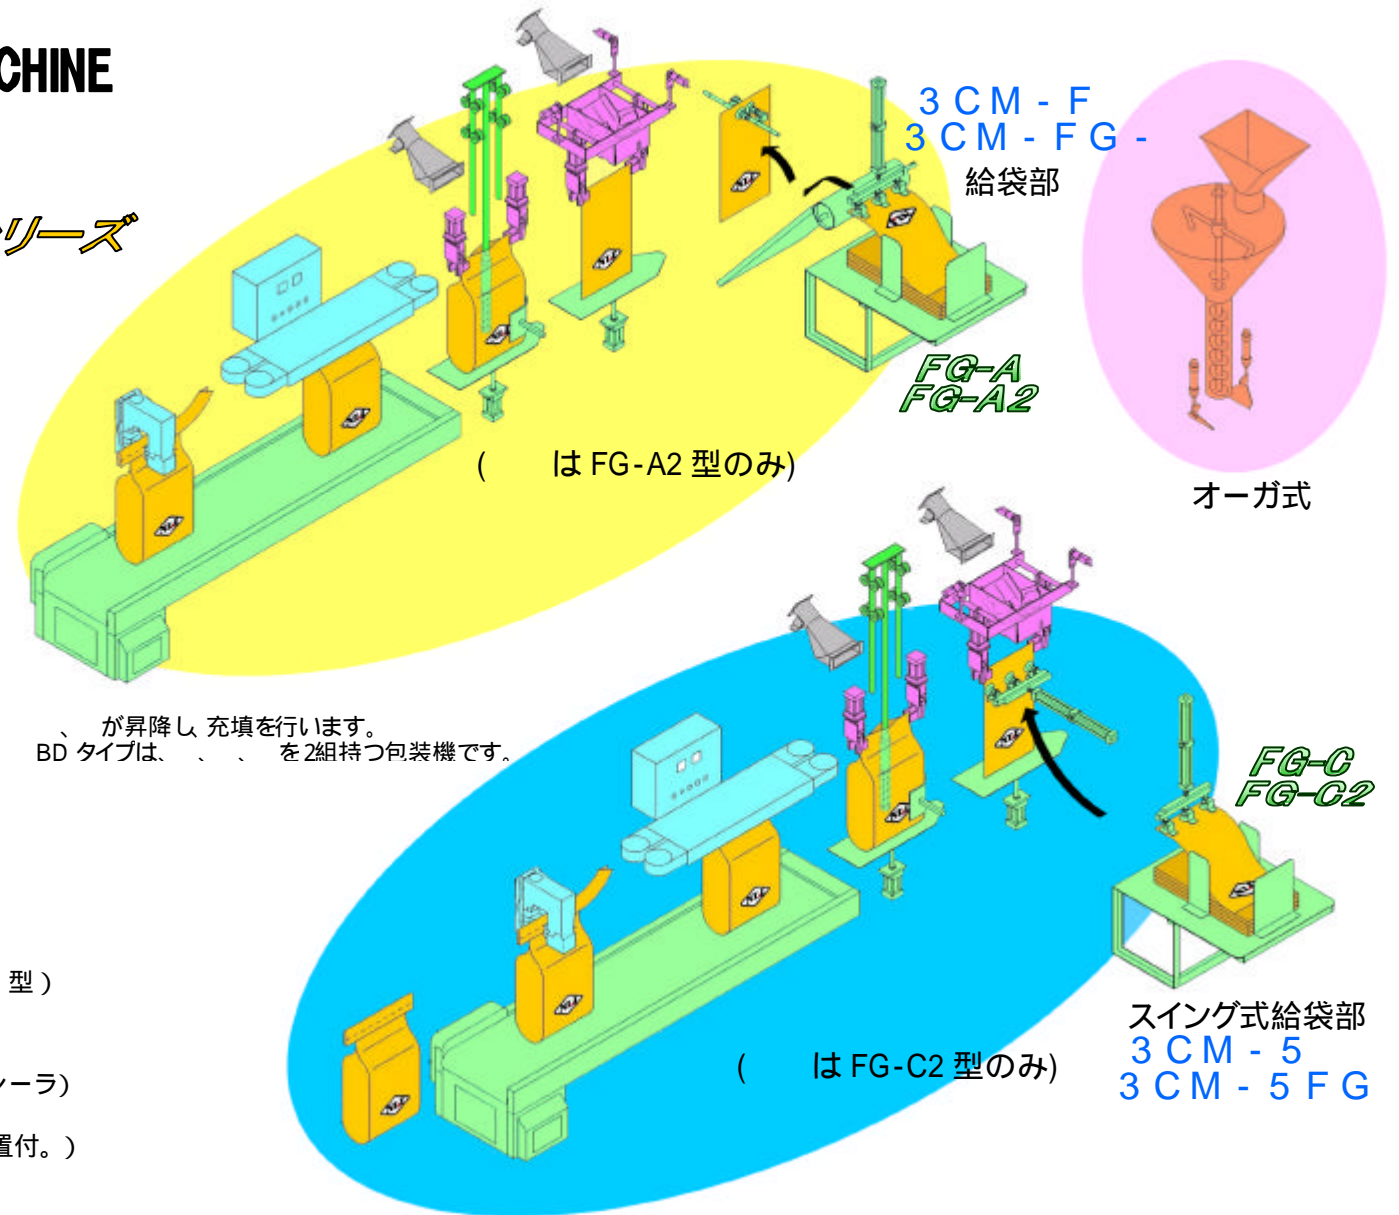 CHINE
リーズ
3CM-F
3CM-FG-
給袋部
FG-A
FG-A2
( は FG-A2 型のみ)
オーガ式
、 が昇降し、充填を行います。
BD タイプは、 、 、 を2組持つ包装機です。
FG-C
FG-C2
型）
ーラ）
置付。）
( は FG-C2 型のみ)
スイング式給袋部
3CM-5
3CM-5FG